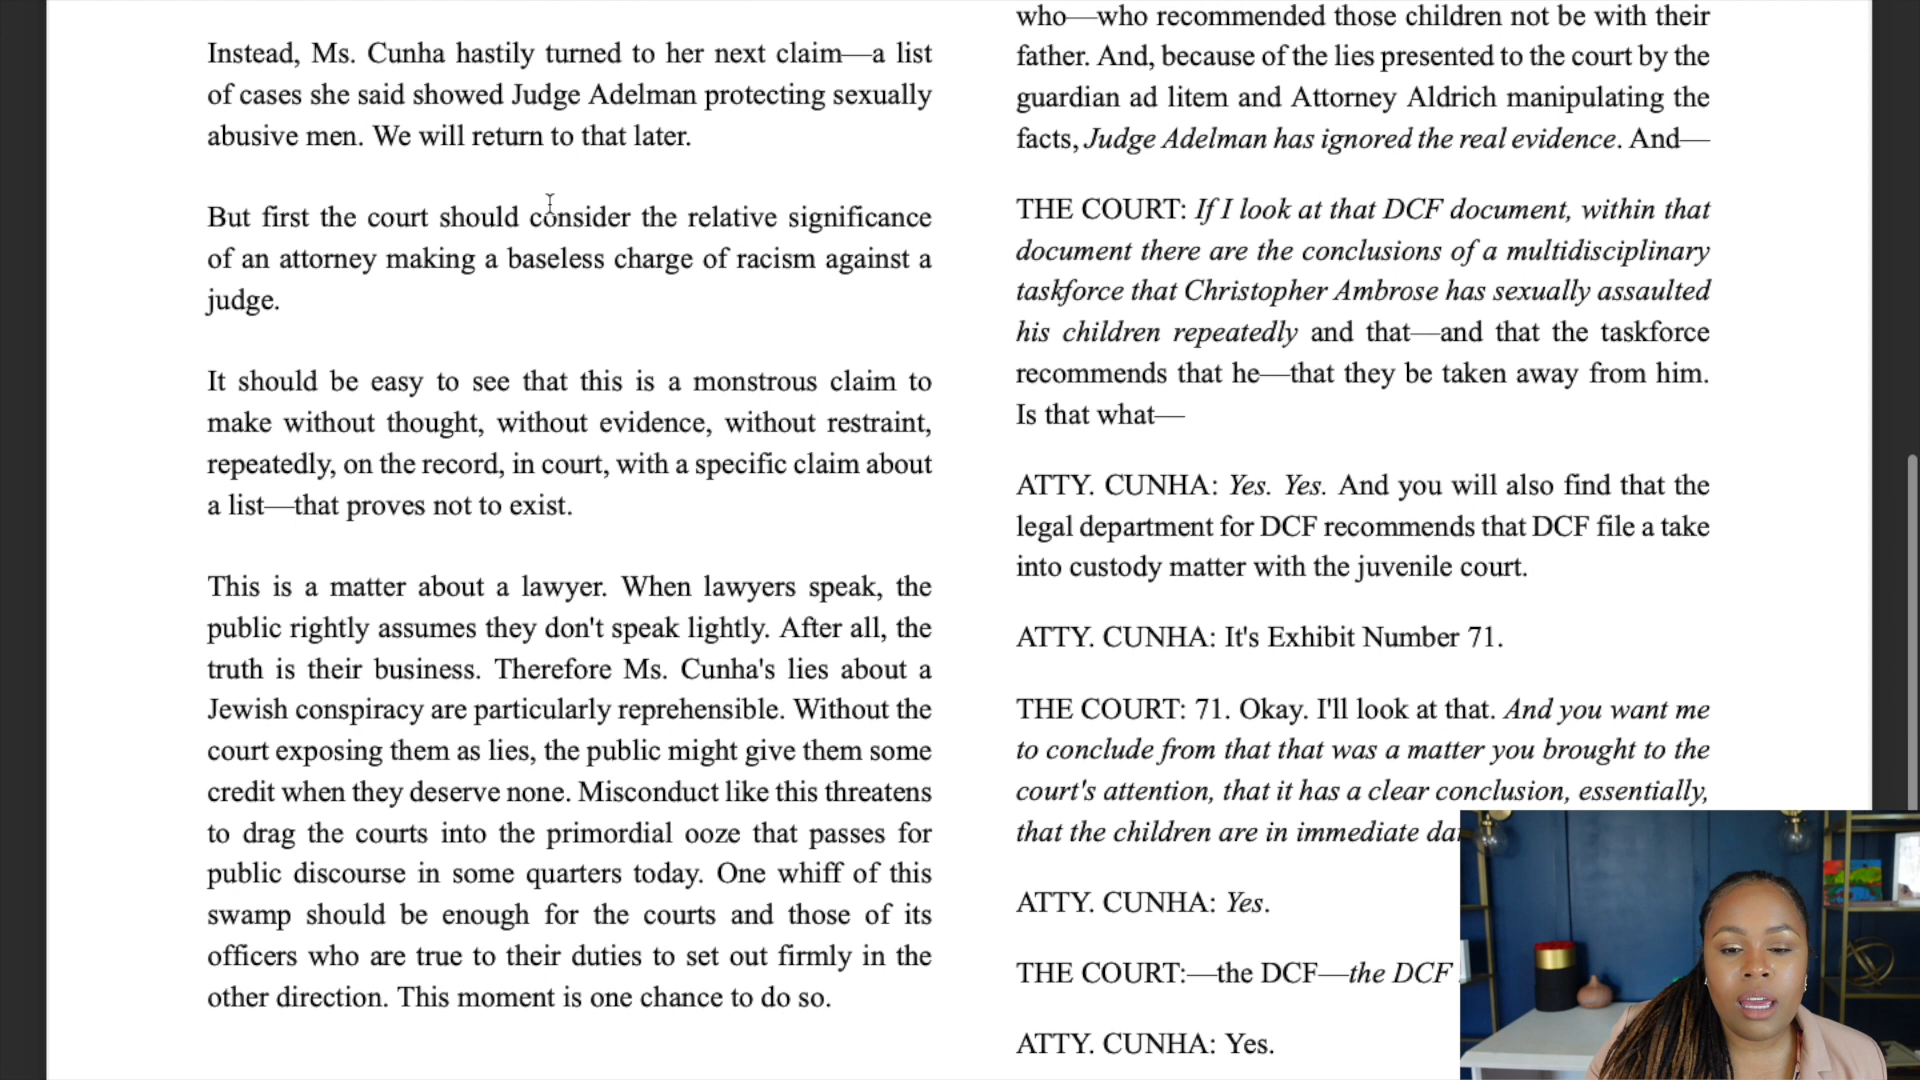 Instead, Ms. Cunha hastily turned to her next claim—a list
of cases she said showed Judge Adelman protecting sexually
abusive men. We will return to that later.
But first the court should consider the relative significance
of an attorney making a baseless charge of racism against a
judge.
It should be easy to see that this is a monstrous claim to
make without thought, without evidence, without restraint,
repeatedly, on the record, in court, with a specific claim about
a list—that proves not to exist.
This is a matter about a lawyer. When lawyers speak, the
public rightly assumes they don't speak lightly. After all, the
truth is their business. Therefore Ms. Cunha's lies about a
Jewish conspiracy are particularly reprehensible. Without the
court exposing them as lies, the public might give them some
credit when they deserve none. Misconduct like this threatens
to drag the courts into the primordial ooze that passes for
public discourse in some quarters today. One whiff of this
swamp should be enough for the courts and those of its
officers who are true to their duties to set out firmly in the
other direction. This moment is one chance to do so.
who—who recommended those children not be with their
father. And, because of the lies presented to the court by the
guardian ad litem and Attorney Aldrich manipulating the
facts, Judge Adelman has ignored the real evidence. And—
THE COURT: If I look at that DCF document, within that
document there are the conclusions of a multidisciplinary
taskforce that Christopher Ambrose has sexually assaulted
his children repeatedly and that—and that the taskforce
recommends that he—that they be taken away from him.
Is that what—
ATTY. CUNHA: Yes. Yes. And you will also find that the
legal department for DCF recommends that DCF file a take
into custody matter with the juvenile court.
ATTY. CUNHA: It's Exhibit Number 71.
THE COURT: 71. Okay. I'll look at that. And you want me
to conclude from that that was a matter you brought to the
court's attention, that it has a clear conclusion, essentially,
that the children are in immediate
ATTY. CUNHA: Yes.
THE COURT:—the DCF—the DCF
ATTY. CUNHA: Yes.